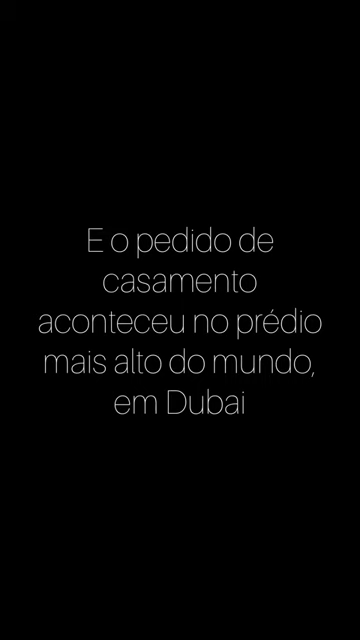 E o pedido de
casamento
aconteceu no prédio
mais alto do mundo,
em Dubai